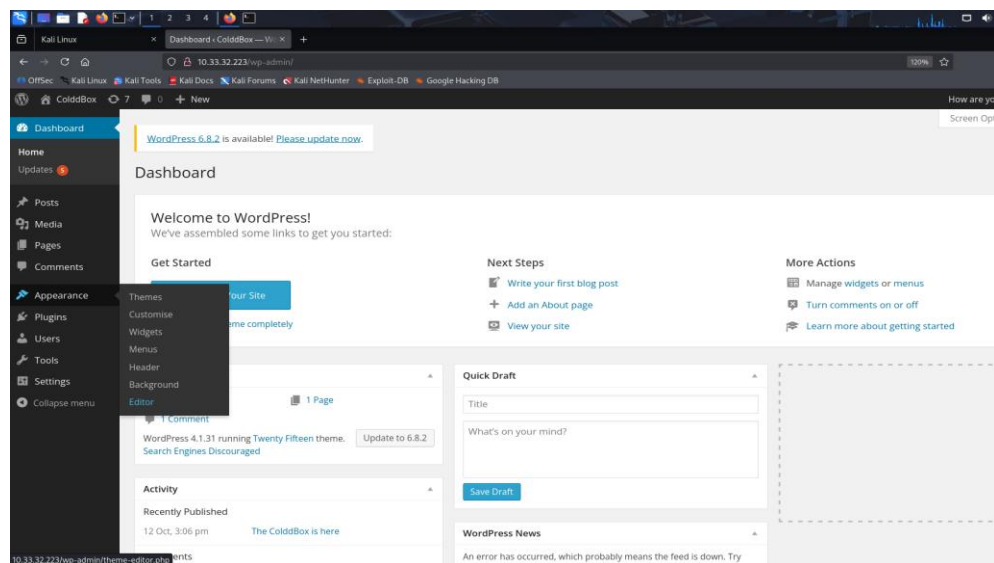 1 2 3 4
Kali Linux × Dashboard ‹ ColddBox — W × +
10.33.32.223/wp-admin/ 120%
OffSec Kali Linux Kali Tools Kali Docs Kali Forums Kali NetHunter Exploit-DB Google Hacking DB
ColddBox 7 0 + New How are yo
Dashboard Screen Op
WordPress 6.8.2 is available! Please update now.
Home
Updates 5
Dashboard
Posts
Media
Pages
Comments
Appearance
Plugins
Users
Tools
Settings
Collapse menu
Themes
Customise
Widgets
Menus
Header
Background
Editor
Welcome to WordPress!
We've assembled some links to get you started:
Get Started
our Site
eme completely
Next Steps
Write your first blog post
Add an About page
View your site
More Actions
Manage widgets or menus
Turn comments on or off
Learn more about getting started
1 Page
1 Comment
WordPress 4.1.31 running Twenty Fifteen theme. Update to 6.8.2
Search Engines Discouraged
Activity
Recently Published
12 Oct, 3:06 pm The ColddBox is here
ents
Quick Draft
Title
What's on your mind?
Save Draft
WordPress News
An error has occurred, which probably means the feed is down. Try
10.33.32.223/wp-admin/theme-editor.php